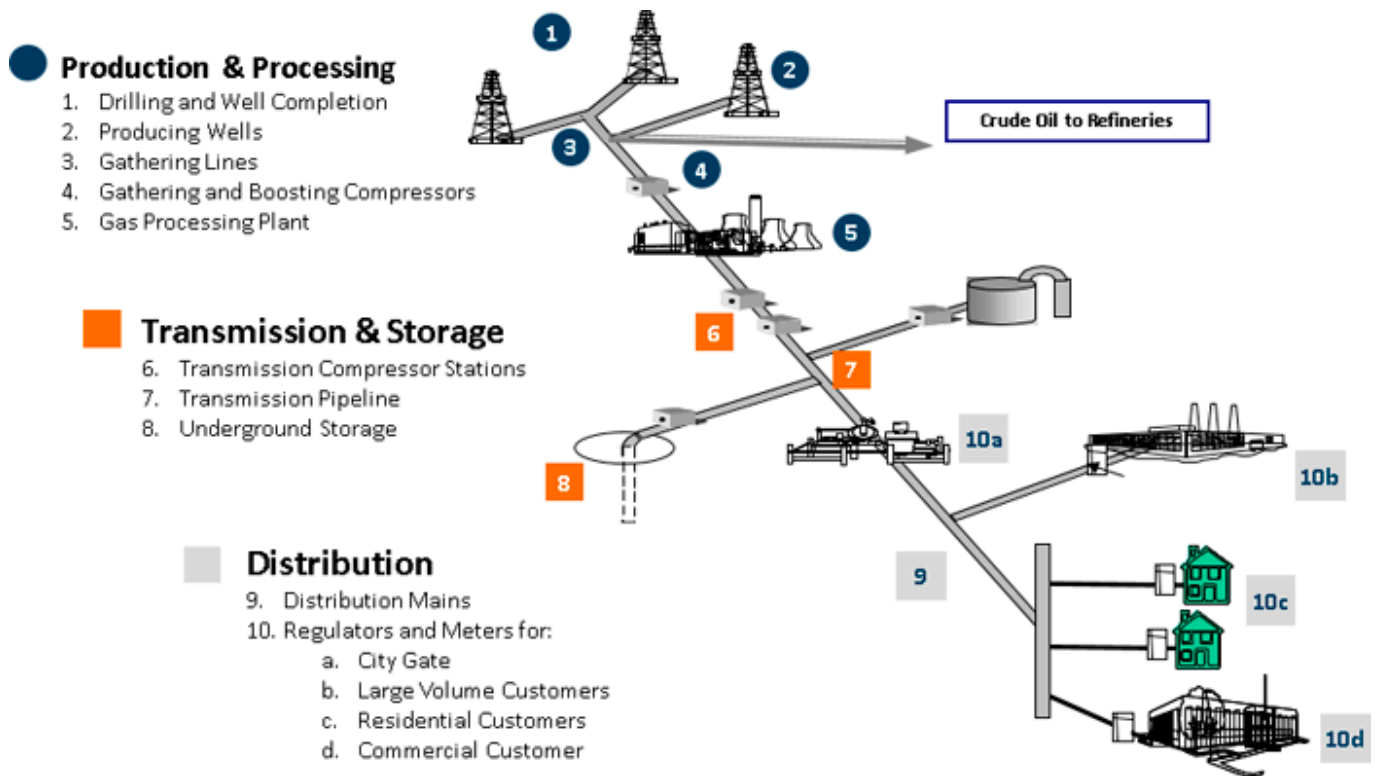 Production & Processing
1. Drilling and Well Completion
2. Producing Wells
3. Gathering Lines
4. Gathering and Boosting Compressors
5. Gas Processing Plant
1
2
3
Crude Oil to Refineries
4
5
Transmission & Storage
6. Transmission Compressor Stations
7. Transmission Pipeline
8. Underground Storage
6
7
8
10a
10b
Distribution
9. Distribution Mains
10. Regulators and Meters for:
a. City Gate
b. Large Volume Customers
c. Residential Customers
d. Commercial Customer
9
10c
10d